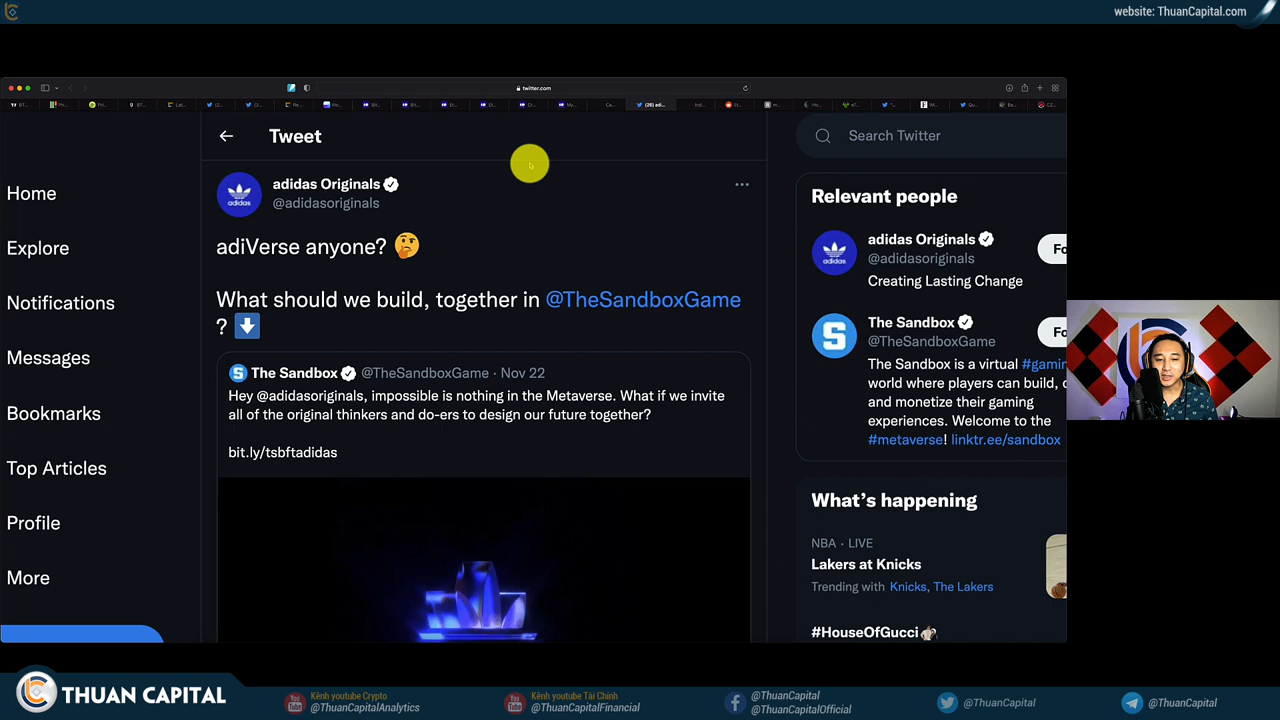 website: ThuanCapital.com
twitter.com
Tweet
Search Twitter
Home
Explore
Notifications
Messages
Bookmarks
Top Articles
Profile
More
adidas Originals
@adidasoriginals
adiVerse anyone? 🤔
What should we build, together in @TheSandboxGame
? ⬇️
The Sandbox @TheSandboxGame · Nov 22
Hey @adidasoriginals, impossible is nothing in the Metaverse. What if we invite
all of the original thinkers and do-ers to design our future together?
bit.ly/tsbftadidas
Relevant people
adidas Originals
@adidasoriginals
Fo
Creating Lasting Change
The Sandbox
@TheSandboxGame
Fo
The Sandbox is a virtual #gamin
world where players can build, o
and monetize their gaming
experiences. Welcome to the
#metaverse! linktr.ee/sandbox
What's happening
NBA · LIVE
Lakers at Knicks
Trending with Knicks, The Lakers
#HouseOfGucci
THUAN CAPITAL
Kênh youtube Crypto
@ThuanCapitalAnalytics
Kênh youtube Tài Chính
@ThuanCapitalFinancial
@ThuanCapital
@ThuanCapitalOfficial
@ThuanCapital
@ThuanCapital